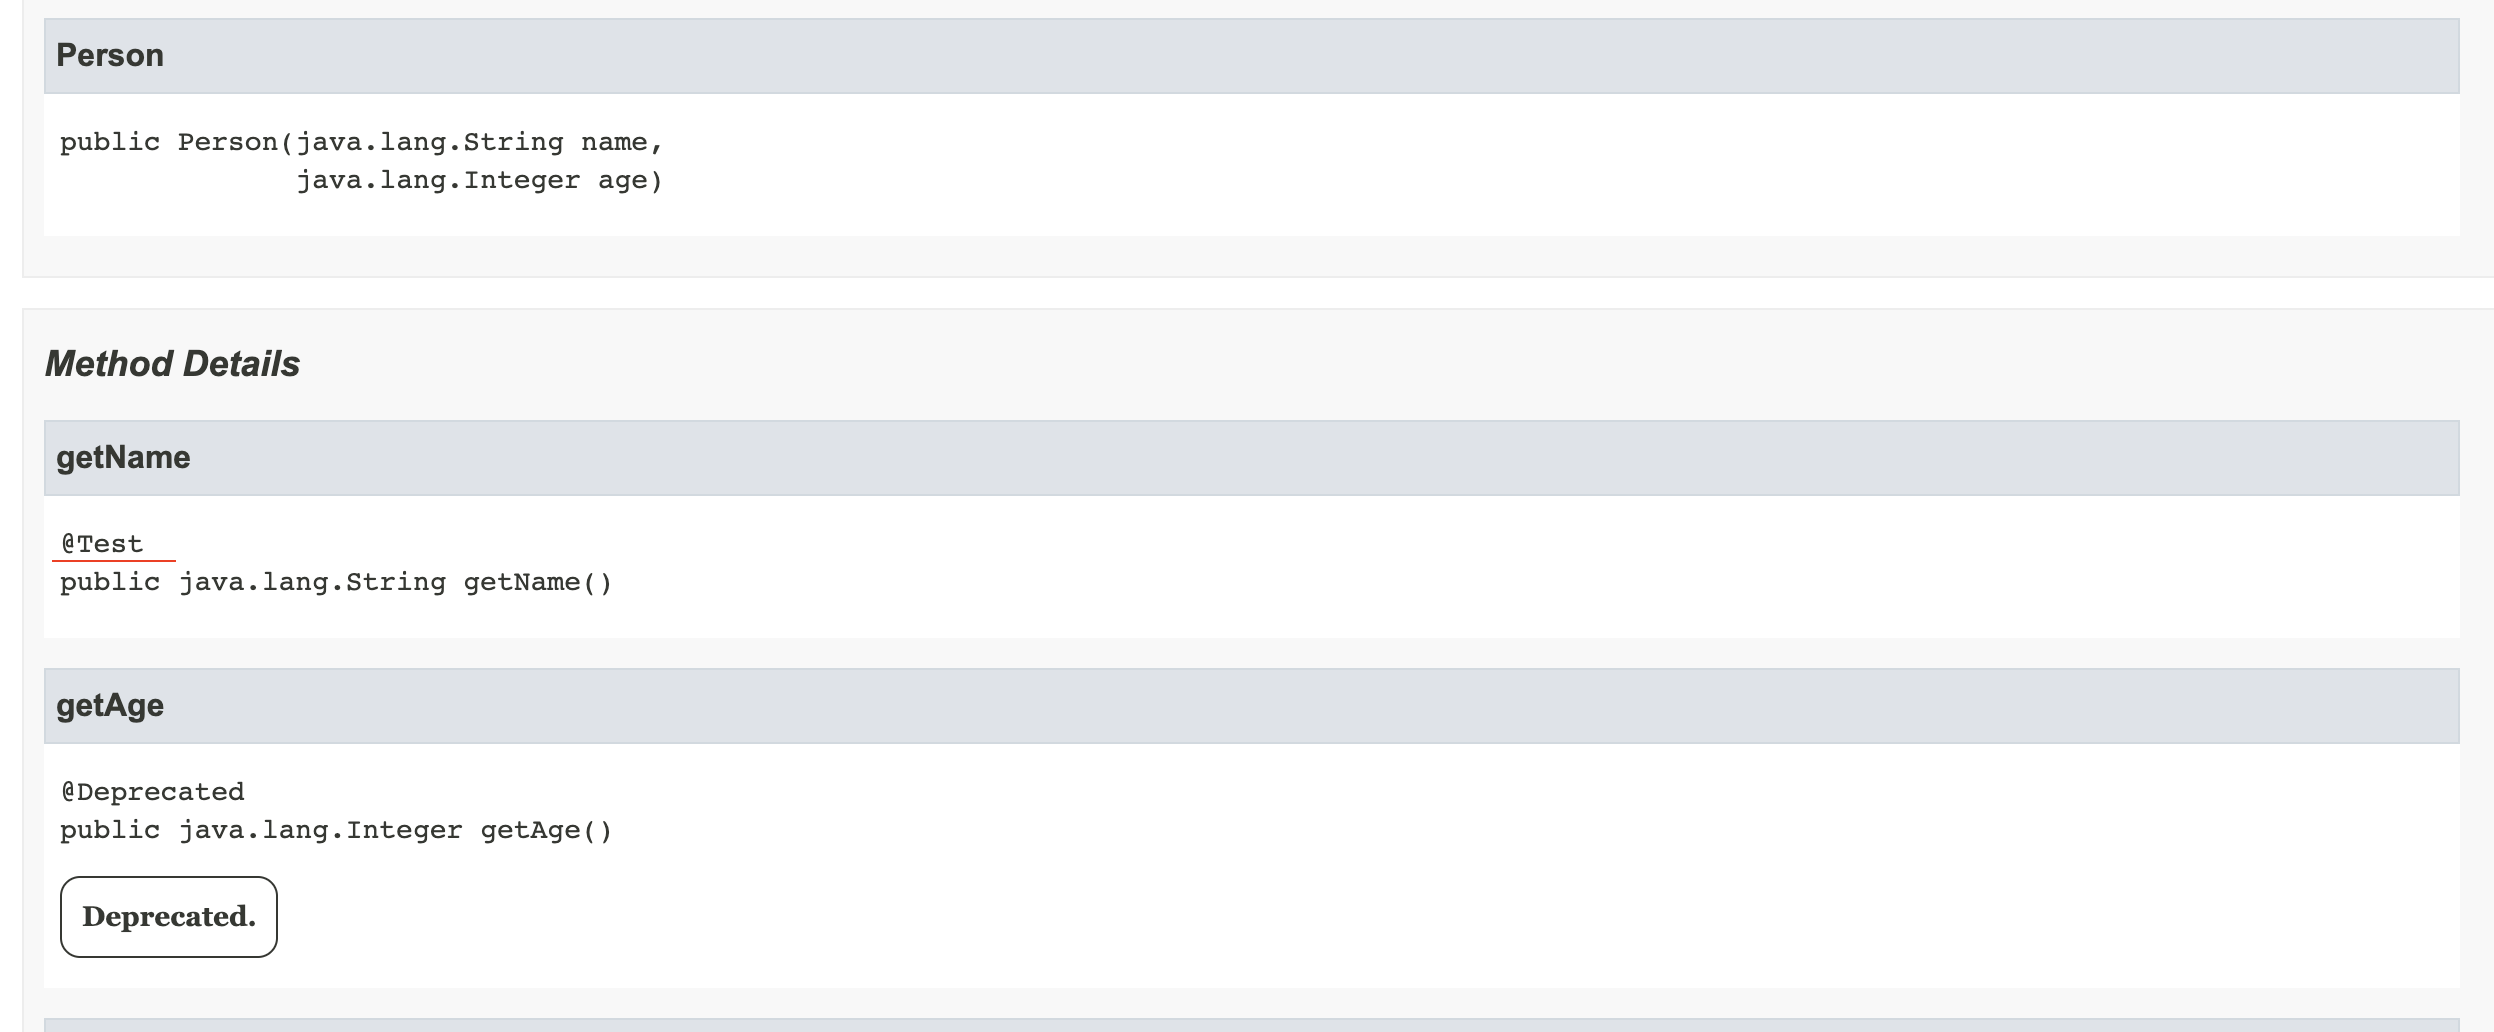 Person
public Person(java.lang.String name,
java.lang.Integer age)
Method Details
getName
@Test
public java.lang.String getName()
getAge
@Deprecated
public java.lang.Integer getAge()
Deprecated.